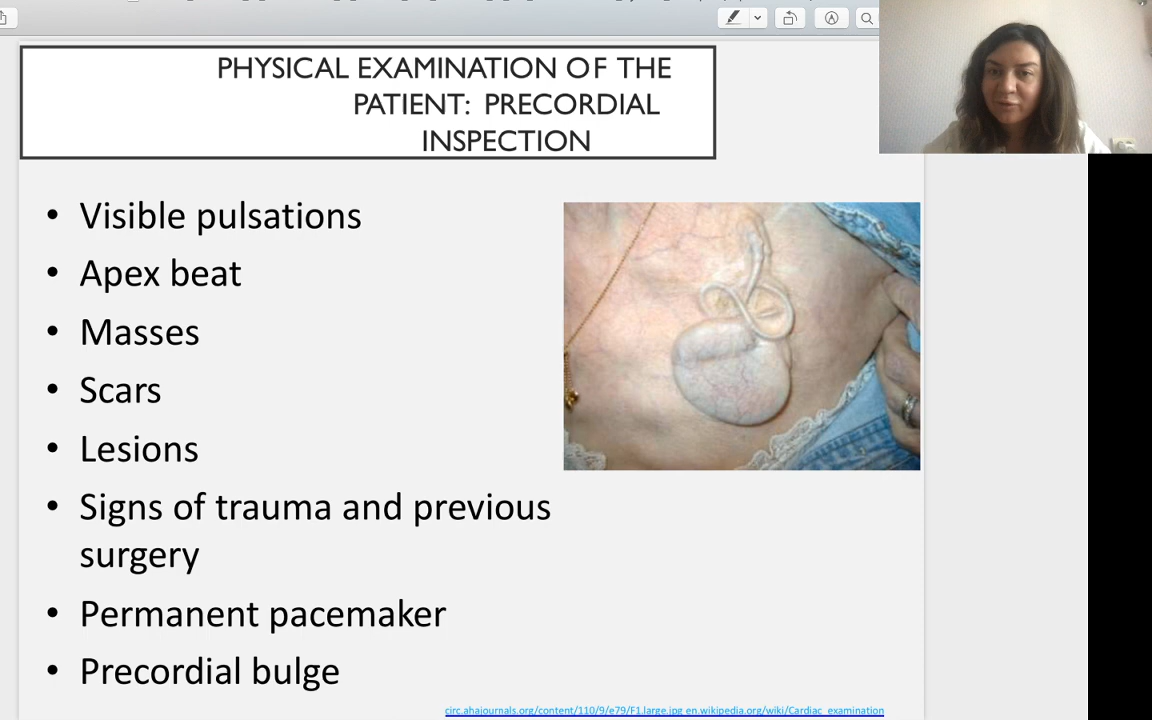 PHYSICAL EXAMINATION OF THE
PATIENT: PRECORDIAL
INSPECTION
• Visible pulsations
• Apex beat
• Masses
• Scars
• Lesions
• Signs of trauma and previous
surgery
• Permanent pacemaker
• Precordial bulge
circ.ahajournals.org/content/110/9/e79/F1.large.jpg en.wikipedia.org/wiki/Cardiac_examination